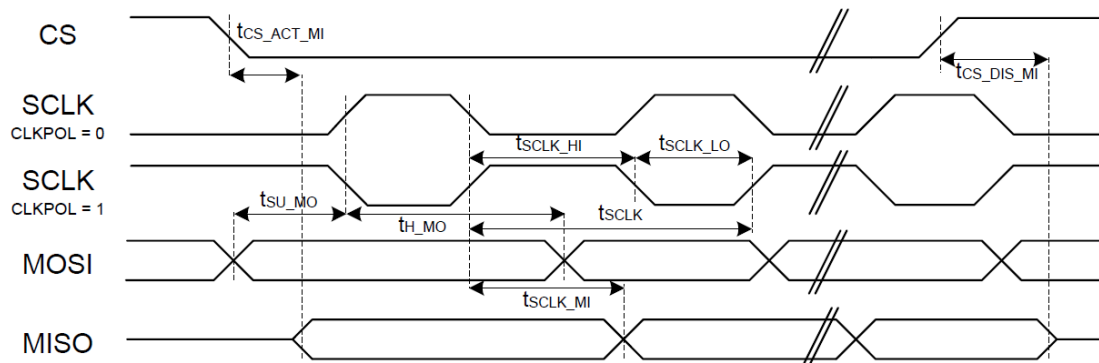 CS
tCS_ACT_MI
tCS_DIS_MI
SCLK
CLKPOL = 0
tSCLK_HI
tSCLK_LO
SCLK
CLKPOL = 1
tSU_MO
tH_MO
tSCLK
MOSI
tSCLK_MI
MISO